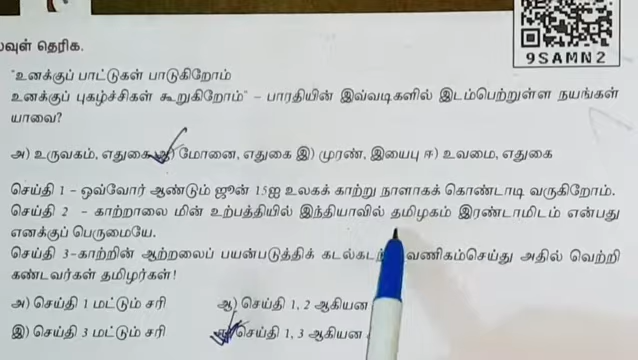 9SAMN2
தெரிக.
"உனக்குப் பாட்டுகள் பாடுகிறோம்
உனக்குப் புகழ்ச்சிகள் கூறுகிறோம்" – பாரதியின் இவ்வடிகளில் இடம்பெற்றுள்ள நயங்கள்
யாவை?
அ) உருவகம், எதுகை ஆ) மோனை, எதுகை இ) முரண், இயைபு ஈ) உவமை, எதுகை
செய்தி 1 - ஒவ்வோர் ஆண்டும் ஜூன் 15ஐ உலகக் காற்று நாளாகக் கொண்டாடி வருகிறோம்.
செய்தி 2 - காற்றாலை மின் உற்பத்தியில் இந்தியாவில் தமிழகம் இரண்டாமிடம் என்பது
எனக்குப் பெருமையே.
செய்தி 3-காற்றின் ஆற்றலைப் பயன்படுத்திக் வணிகம்செய்து அதில் வெற்றி
கண்டவர்கள் தமிழர்கள்!
அ) செய்தி 1 மட்டும் சரி ஆ) செய்தி 1, 2 ஆகியன
இ) செய்தி 3 மட்டும் சரி செய்தி 1, 3 ஆகியன